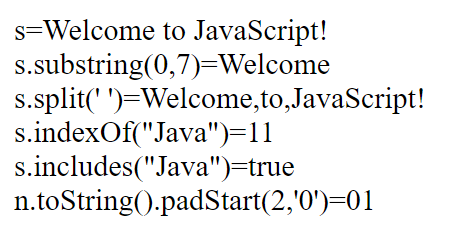 s=Welcome to JavaScript!
s.substring(0,7)=Welcome
s.split(' ')=Welcome,to,JavaScript!
s.indexOf("Java")=11
s.includes("Java")=true
n.toString().padStart(2,'0')=01